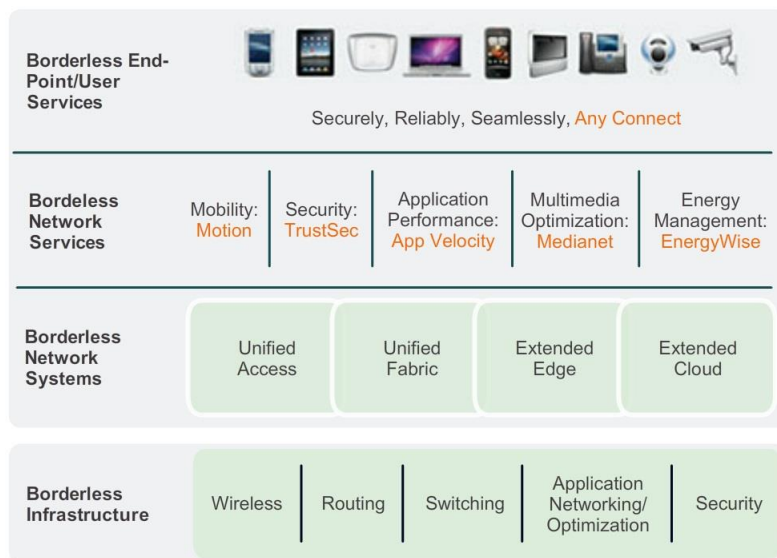 Borderless End-
Point/User
Services
Securely, Reliably, Seamlessly, Any Connect
Bordeless
Network
Services
Mobility:
Motion
Security:
TrustSec
Application
Performance:
App Velocity
Multimedia
Optimization:
Medianet
Energy
Management:
EnergyWise
Borderless
Network
Systems
Unified
Access
Unified
Fabric
Extended
Edge
Extended
Cloud
Borderless
Infrastructure
Wireless
Routing
Switching
Application
Networking/
Optimization
Security